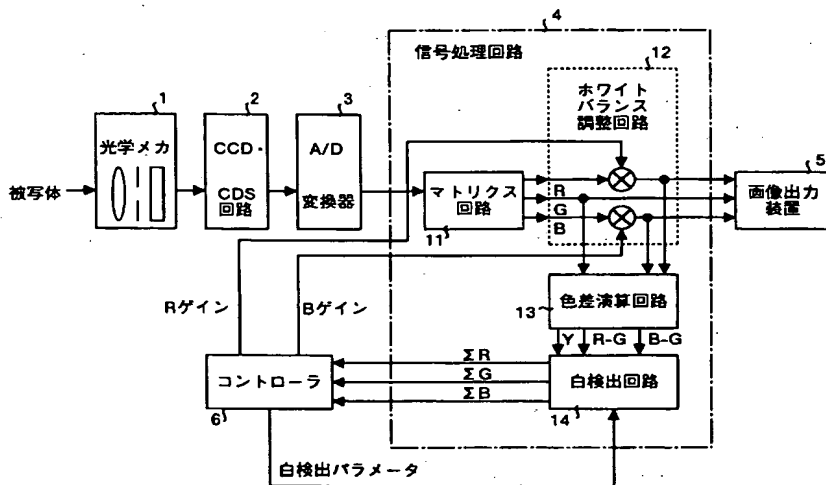 4
信号処理回路
12
ホワイト
バランス
調整回路
1
光学メカ
2
CCD・
CDS
回路
3
A/D
変換器
被写体
マトリクス
回路
11
R
G
B
5
画像出力
装置
Rゲイン
Bゲイン
13
色差演算回路
Y
R-G
B-G
コントローラ
6
ΣR
ΣG
ΣB
白検出回路
14
白検出パラメータ